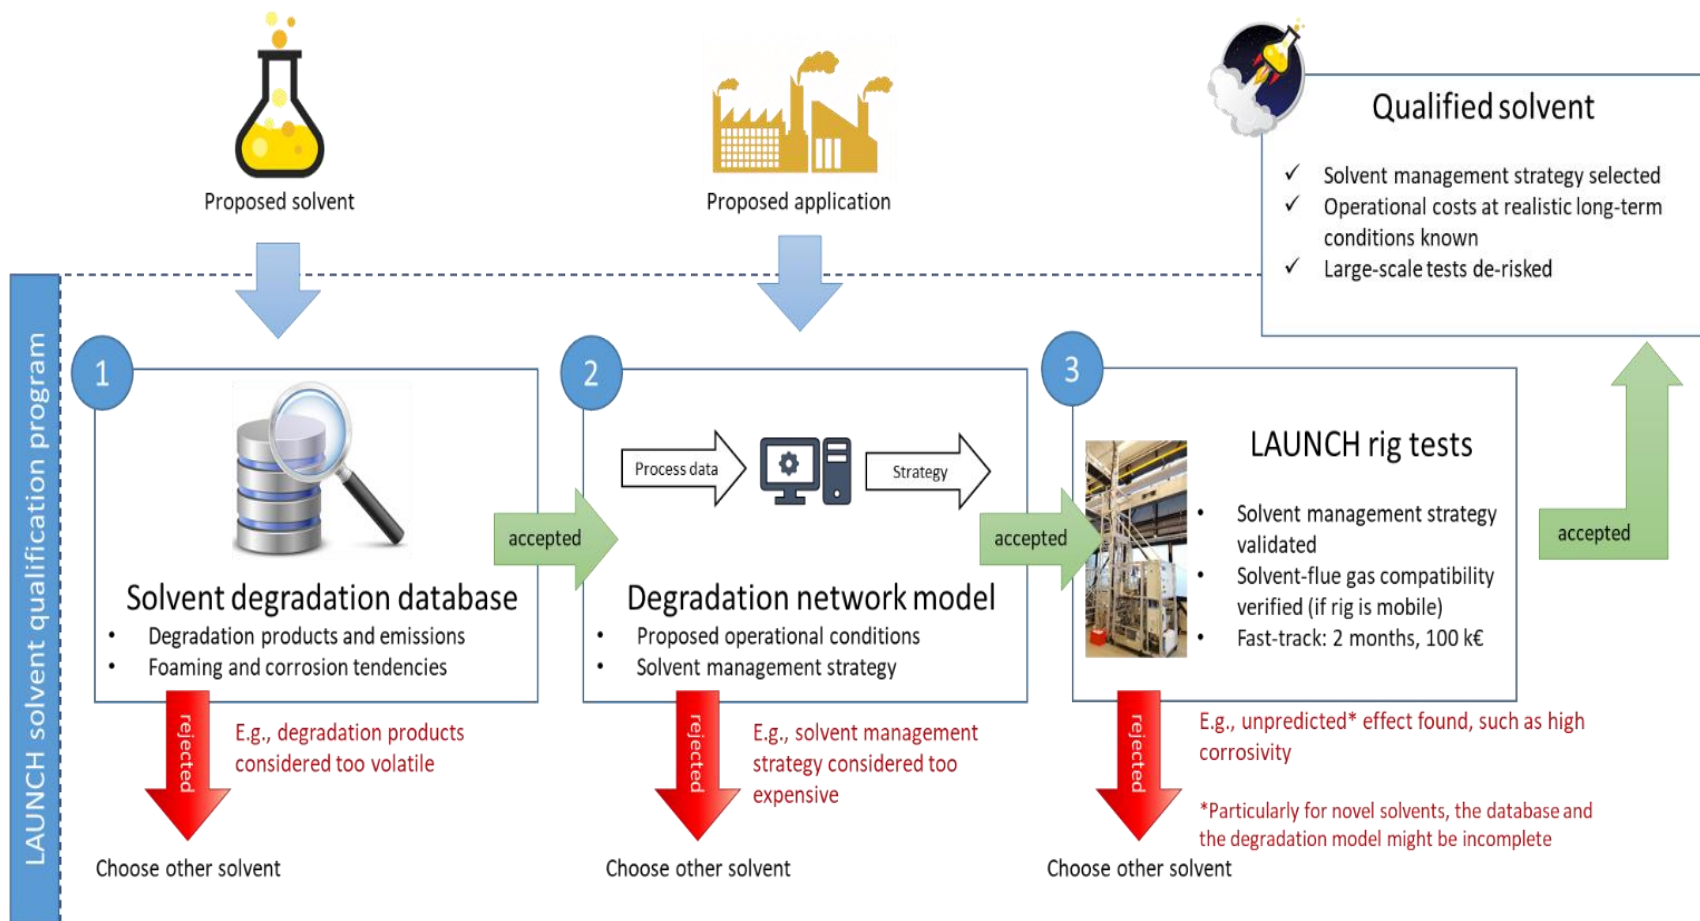 Proposed solvent
Proposed application
Qualified solvent
✓ Solvent management strategy selected
✓ Operational costs at realistic long-term
conditions known
✓ Large-scale tests de-risked
LAUNCH solvent qualification program
1
Solvent degradation database
• Degradation products and emissions
• Foaming and corrosion tendencies
accepted
rejected
E.g., degradation products
considered too volatile
Choose other solvent
2
Process data
Strategy
Degradation network model
• Proposed operational conditions
• Solvent management strategy
accepted
rejected
E.g., solvent management
strategy considered too
expensive
Choose other solvent
3
LAUNCH rig tests
• Solvent management strategy
validated
• Solvent-flue gas compatibility
verified (if rig is mobile)
• Fast-track: 2 months, 100 k€
accepted
rejected
E.g., unpredicted* effect found, such as high
corrosivity
*Particularly for novel solvents, the database and
the degradation model might be incomplete
Choose other solvent